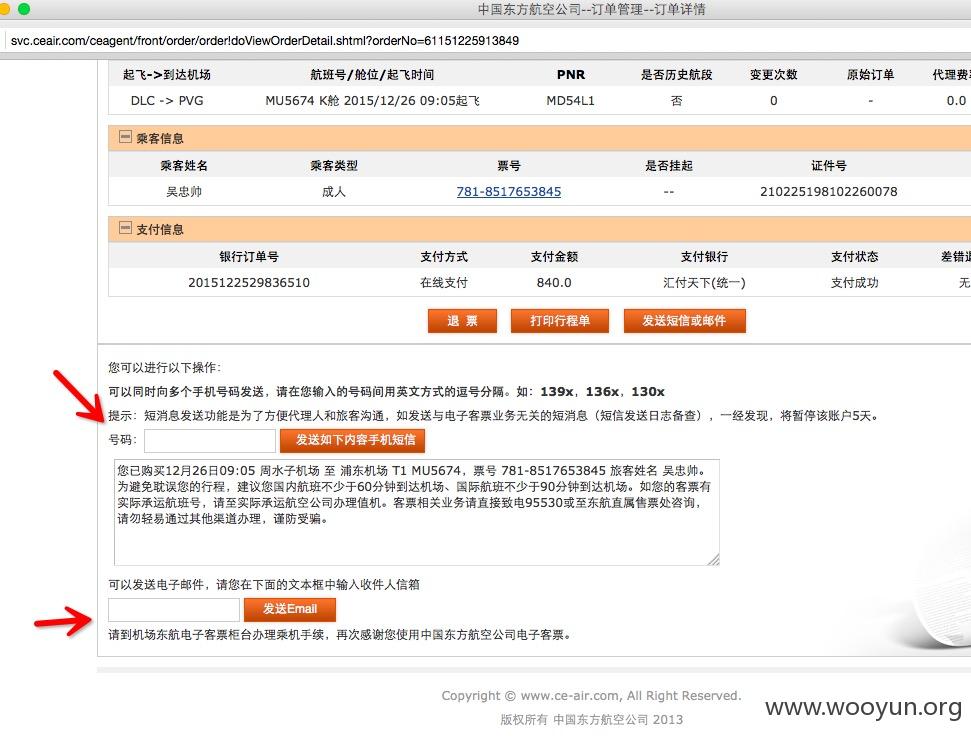 中国东方航空公司--订单管理--订单详情
svc.ceair.com/ceagent/front/order/order!doViewOrderDetail.shtml?orderNo=61151225913849
起飞->到达机场 航班号/舱位/起飞时间 PNR 是否历史航段 变更次数 原始订单 代理费
DLC -> PVG MU5674 K舱 2015/12/26 09:05起飞 MD54L1 否 0 - 0.0
乘客信息
乘客姓名 乘客类型 票号 是否挂起 证件号
吴忠帅 成人 781-8517653845 -- 210225198102260078
支付信息
银行订单号 支付方式 支付金额 支付银行 支付状态 差错
2015122529836510 在线支付 840.0 汇付天下(统一) 支付成功 无
退 票 打印行程单 发送短信或邮件
您可以进行以下操作：
可以同时向多个手机号码发送，请在您输入的号码间用英文方式的逗号分隔。如：139x，136x，130x
提示：短消息发送功能是为了方便代理人和旅客沟通，如发送与电子客票业务无关的短消息（短信发送日志备查），一经发现，将暂停该账户5天。
号码： 发送如下内容手机短信
您已购买12月26日09:05 周水子机场 至 浦东机场 T1 MU5674，票号 781-8517653845 旅客姓名 吴忠帅。
为避免耽误您的行程，建议您国内航班不少于60分钟到达机场、国际航班不少于90分钟到达机场。如您的客票有
实际承运航班号，请至实际承运航空公司办理值机。客票相关业务请直接致电95530或至东航直属售票处咨询，
请勿轻易通过其他渠道办理，谨防受骗。
可以发送电子邮件，请您在下面的文本框中输入收件人信箱
发送Email
请到机场东航电子客票柜台办理乘机手续，再次感谢您使用中国东方航空公司电子客票。
Copyright © www.ce-air.com, All Right Reserved.
版权所有 中国东方航空公司 2013
www.wooyun.org